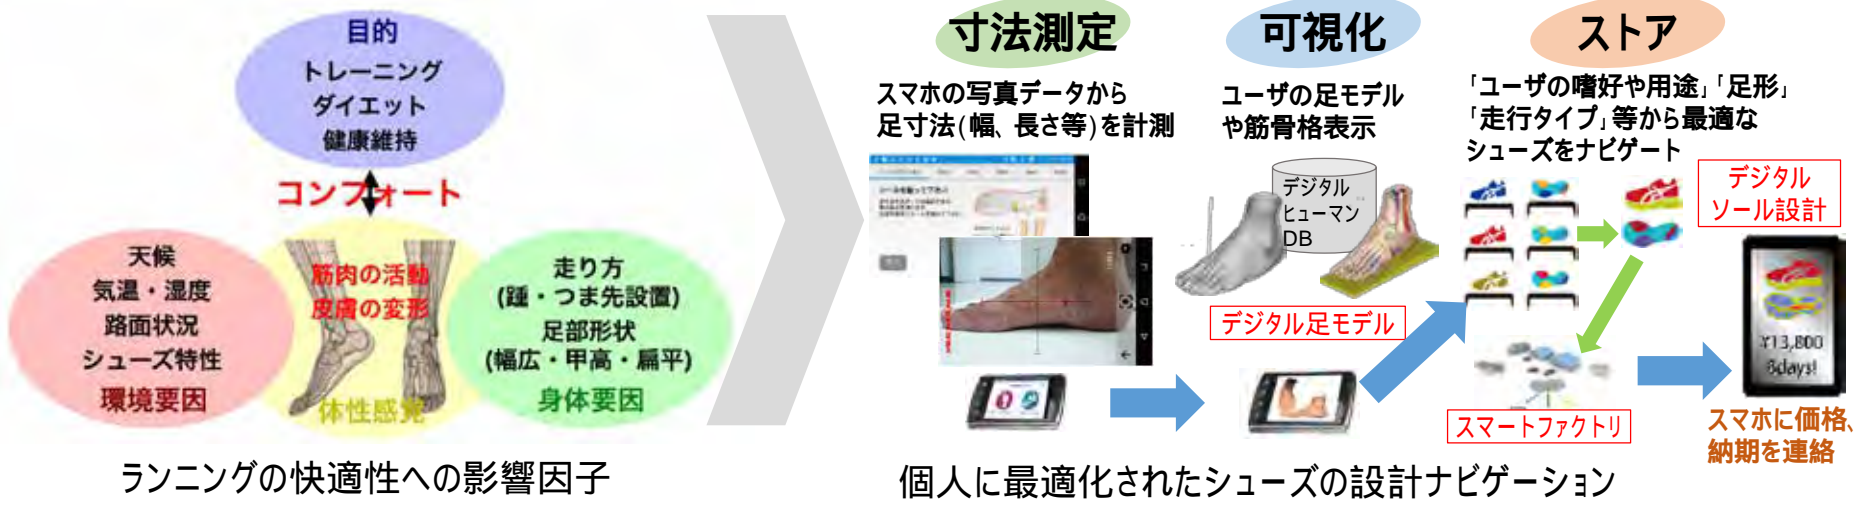 目的
トレーニング
ダイエット
健康維持
コンフォート
天候
気温・湿度
路面状況
シューズ特性
環境要因
筋肉の活動
皮膚の変形
体性感覚
走り方
(踵・つま先設置)
足部形状
(幅広・甲高・扁平)
身体要因
ランニングの快適性への影響因子
寸法測定
スマホの写真データから
足寸法(幅、長さ等)を計測
可視化
ユーザの足モデル
や筋骨格表示
デジタル
ヒューマン
DB
デジタル足モデル
ストア
「ユーザの嗜好や用途」「足形」
「走行タイプ」等から最適な
シューズをナビゲート
デジタル
ソール設計
スマートファクトリ
¥13,800
6days!
スマホに価格、
納期を連絡
個人に最適化されたシューズの設計ナビゲーション